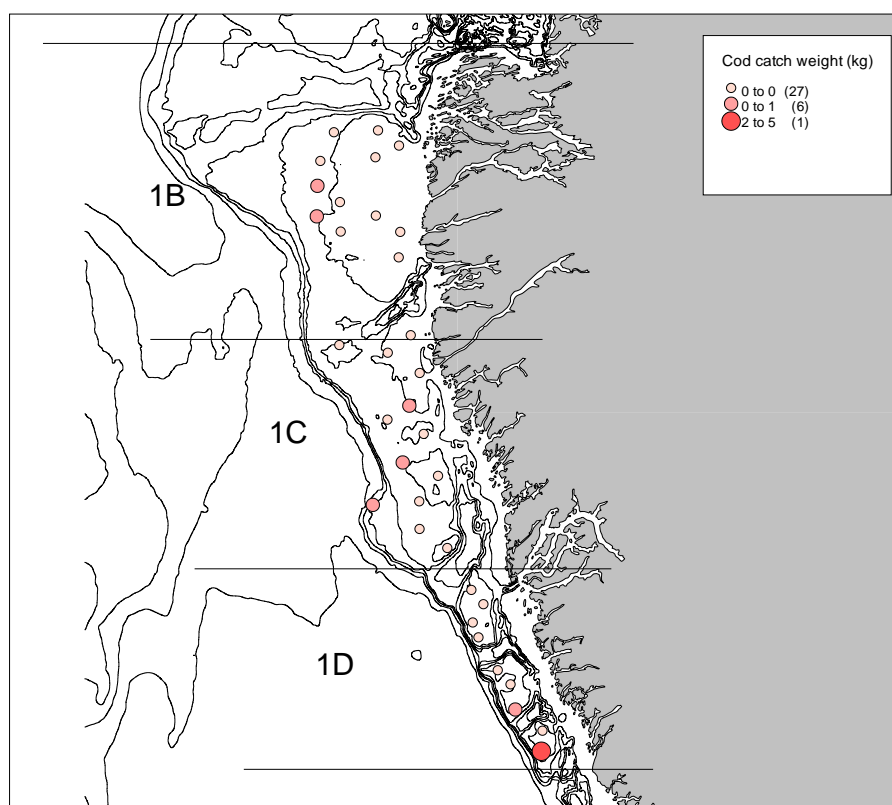 Cod catch weight (kg)
0 to 0 (27)
0 to 1 (6)
2 to 5 (1)
1B
1C
1D